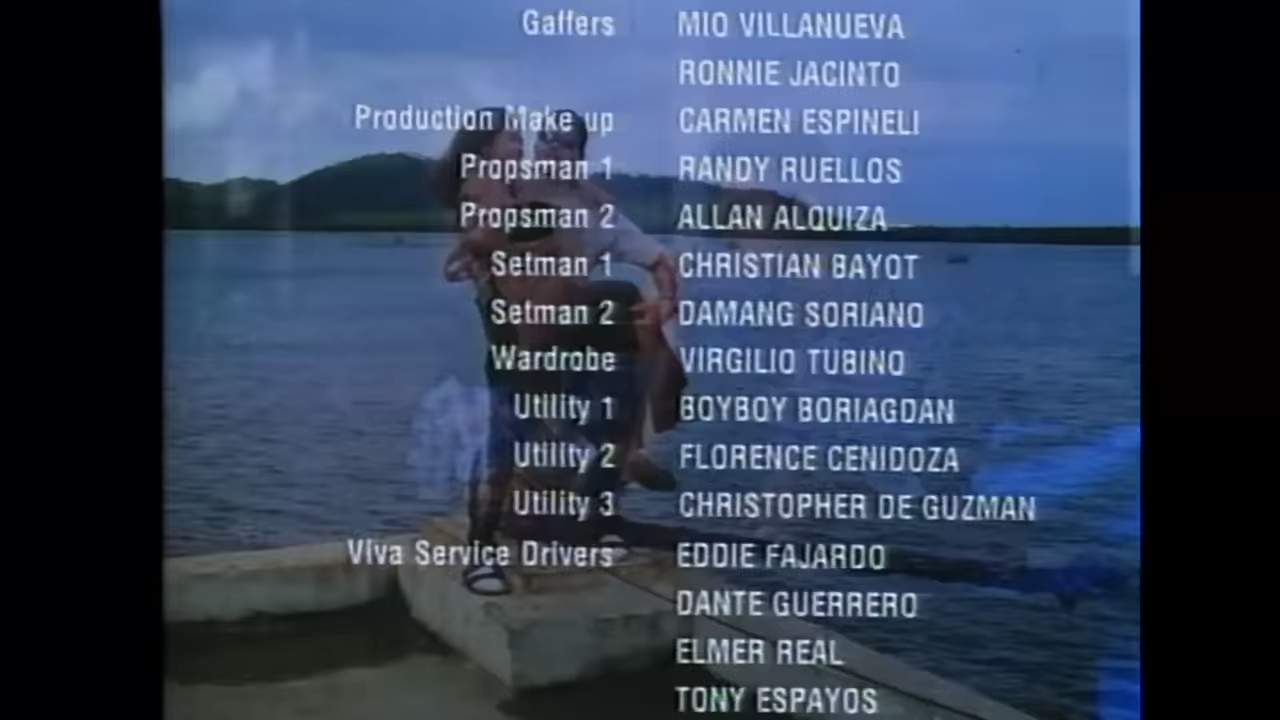 Gaffers MIO VILLANUEVA
RONNIE JACINTO
Production Make up CARMEN ESPINELI
Propsman 1 RANDY RUELLOS
Propsman 2 ALLAN ALQUIZA
Setman 1 CHRISTIAN BAYOT
Setman 2 DAMANG SORIANO
Wardrobe VIRGILIO TUBINO
Utility 1 BOYBOY BORIAGDAN
Utility 2 FLORENCE CENIDOZA
Utility 3 CHRISTOPHER DE GUZMAN
Viva Service Drivers EDDIE FAJARDO
DANTE GUERRERO
ELMER REAL
TONY ESPAYOS